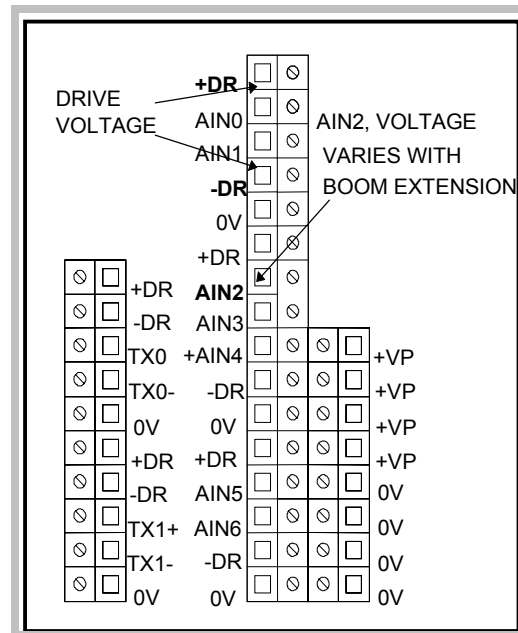 +DR
DRIVE
VOLTAGE
AIN0
AIN1
-DR
0V
+DR
AIN2
AIN3
+AIN4
-DR
0V
+DR
AIN5
AIN6
-DR
0V
AIN2, VOLTAGE
VARIES WITH
BOOM EXTENSION
+DR
-DR
TX0
TX0-
0V
+DR
-DR
TX1+
TX1-
0V
+VP
+VP
+VP
+VP
0V
0V
0V
0V